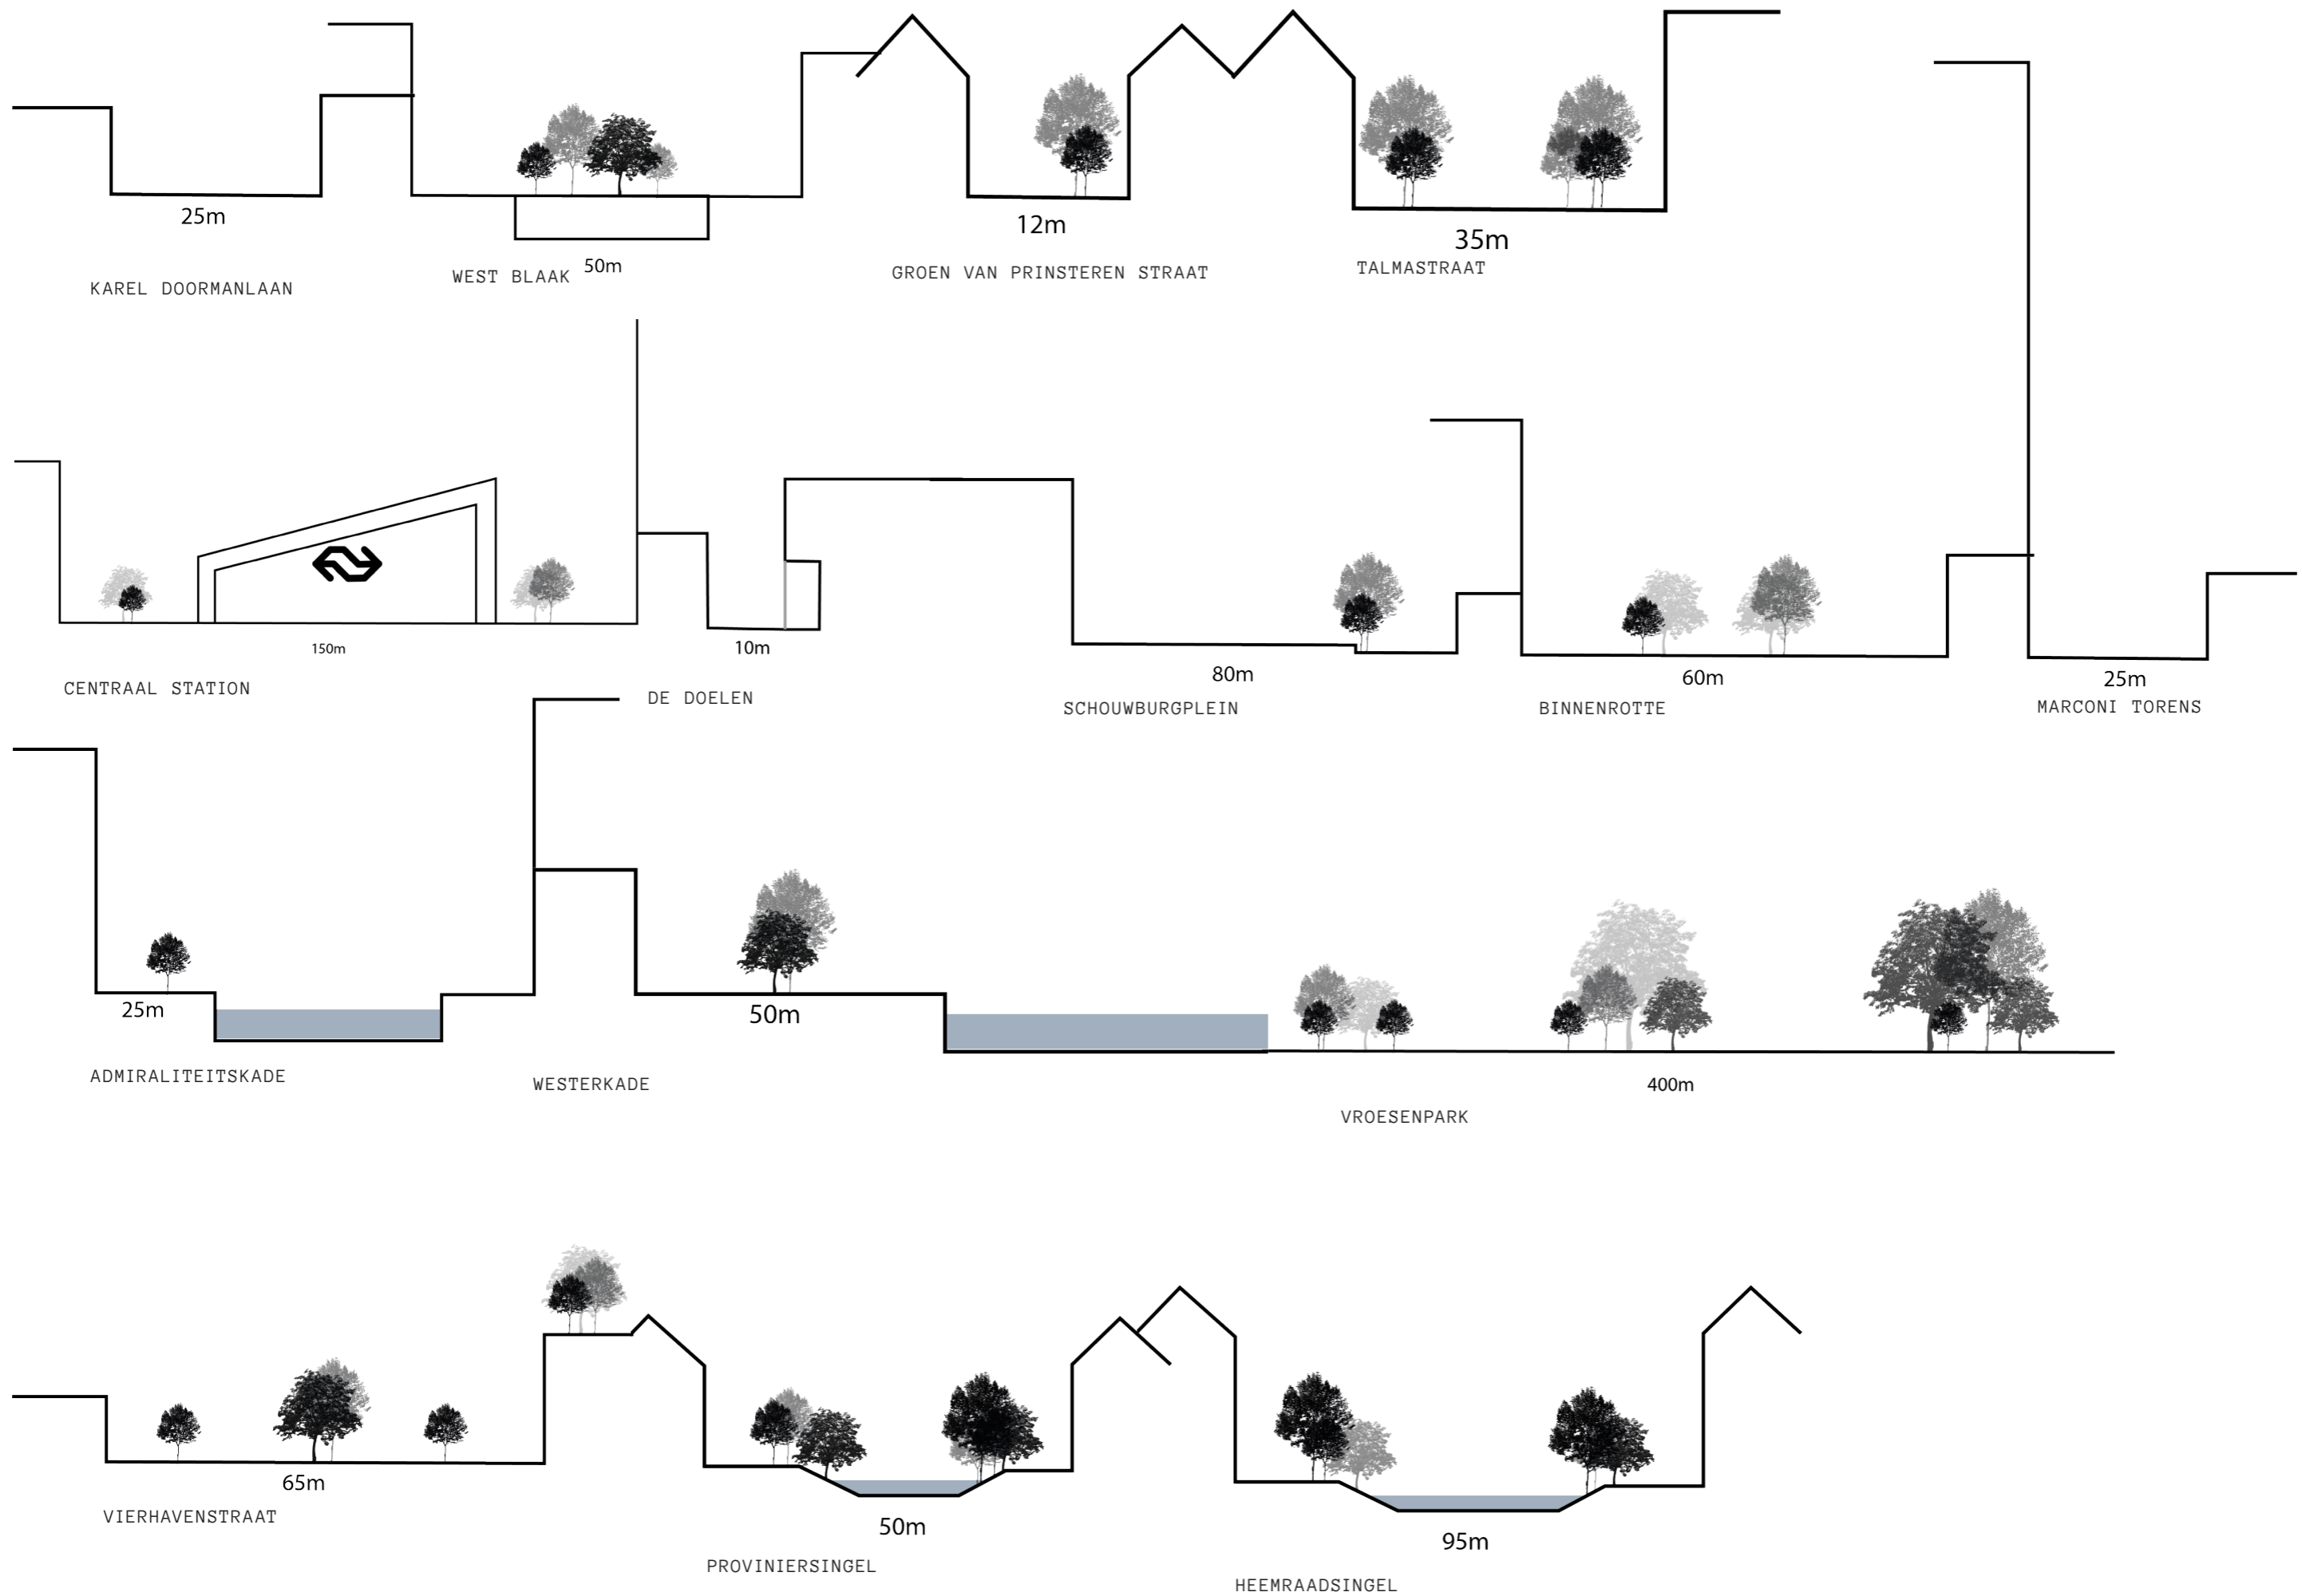 25m
KAREL DOORMANLAAN
50m
WEST BLAAK
12m
GROEN VAN PRINSTEREN STRAAT
35m
TALMASTRAAT
150m
CENTRAAL STATION
10m
DE DOELEN
80m
SCHOUWBURGPLEIN
60m
BINNENROTTE
25m
MARCONI TORENS
25m
ADMIRALITEITSKADE
50m
WESTERKADE
400m
VROESENPARK
65m
VIERHAVENSTRAAT
50m
PROVINIERSINGEL
95m
HEEMRAADSINGEL